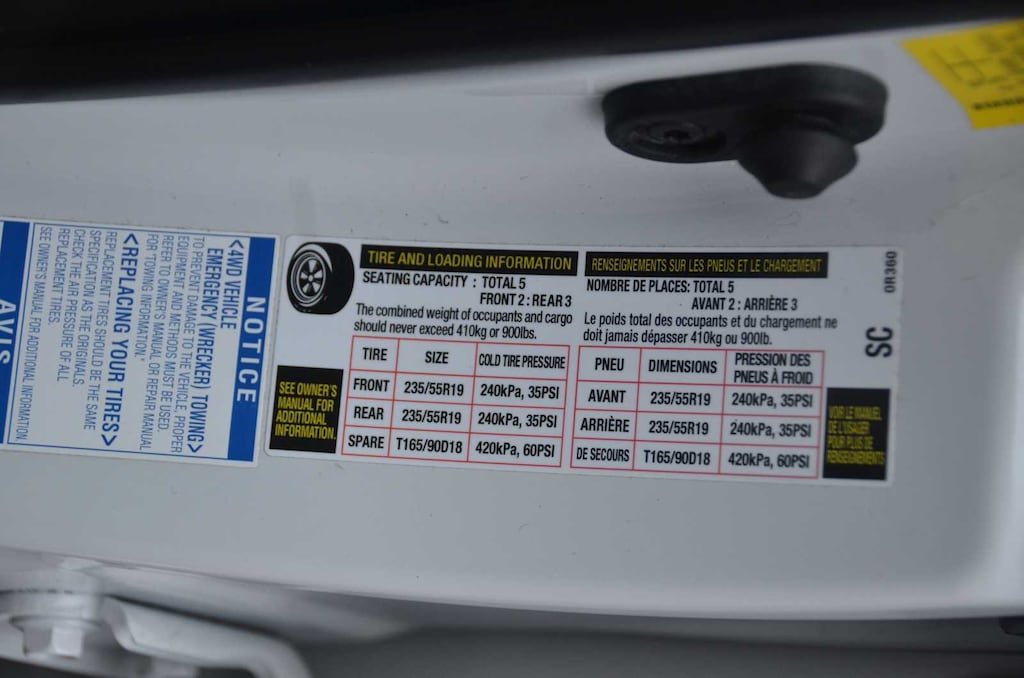 NOTICE
<4WD VEHICLE
EMERGENCY (WRECKER) TOWING>
TO PREVENT DAMAGE TO THE VEHICLE, PROPER
EQUIPMENT AND METHODS MUST BE USED.
REFER TO OWNER'S MANUAL OR REPAIR MANUAL
FOR "TOWING INFORMATION."
<REPLACING YOUR TIRES>
REPLACEMENT TIRES SHOULD BE THE SAME
SPECIFICATION AS THE ORIGINALS.
CHECK THE AIR PRESSURE OF ALL
REPLACEMENT TIRES.
SEE OWNER'S MANUAL FOR ADDITIONAL INFORMATION.
AVIS
TIRE AND LOADING INFORMATION
SEATING CAPACITY : TOTAL 5
FRONT 2 : REAR 3
The combined weight of occupants and cargo
should never exceed 410kg or 900lbs.
SEE OWNER'S
MANUAL FOR
ADDITIONAL
INFORMATION.
TIRE SIZE COLD TIRE PRESSURE
FRONT 235/55R19 240kPa, 35PSI
REAR 235/55R19 240kPa, 35PSI
SPARE T165/90D18 420kPa, 60PSI
RENSEIGNEMENTS SUR LES PNEUS ET LE CHARGEMENT
NOMBRE DE PLACES: TOTAL 5
AVANT 2 : ARRIÈRE 3
Le poids total des occupants et du chargement ne
doit jamais dépasser 410kg ou 900lb.
PNEU DIMENSIONS PRESSION DES
PNEUS À FROID
AVANT 235/55R19 240kPa, 35PSI
ARRIÈRE 235/55R19 240kPa, 35PSI
DE SECOURS T165/90D18 420kPa, 60PSI
VOIR LE MANUEL
DE L'USAGER
POUR PLUS DE
RENSEIGNEMENTS
0R360
SC